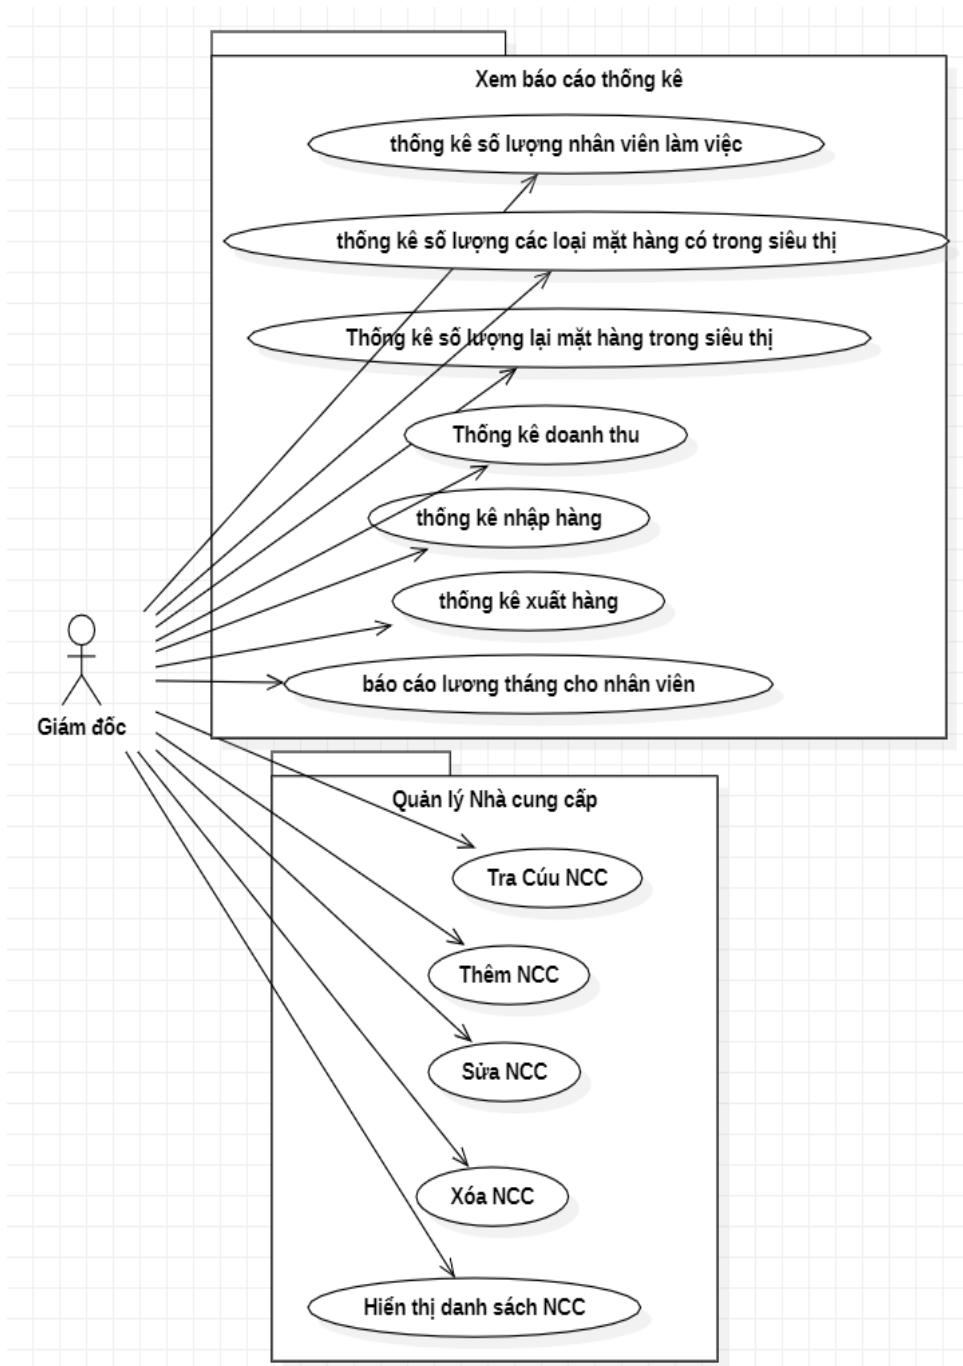 Xem báo cáo thống kê
thống kê số lượng nhân viên làm việc
thống kê số lượng các loại mặt hàng có trong siêu thị
Thống kê số lượng lại mặt hàng trong siêu thị
Thống kê doanh thu
thống kê nhập hàng
thống kê xuất hàng
báo cáo lương tháng cho nhân viên
Giám đốc
Quản lý Nhà cung cấp
Tra Cúu NCC
Thêm NCC
Sửa NCC
Xóa NCC
Hiển thị danh sách NCC